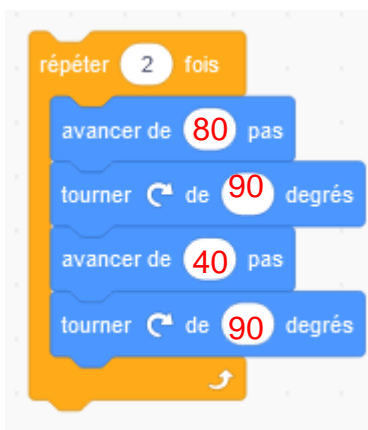 répéter 2 fois
avancer de 80 pas
tourner de 90 degrés
avancer de 40 pas
tourner de 90 degrés